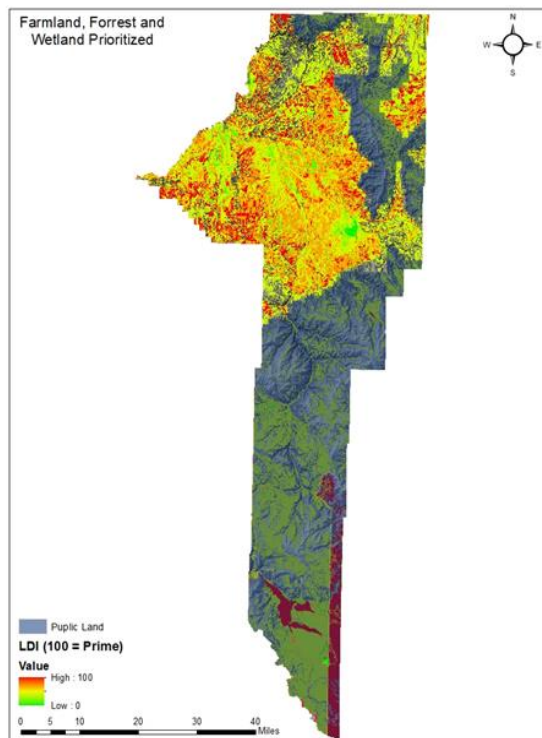 Farmland, Forrest and
Wetland Prioritized
N
W E
S
Puplic Land
LDI (100 = Prime)
Value
High : 100
Low : 0
0 5 10 20 30 40
Miles